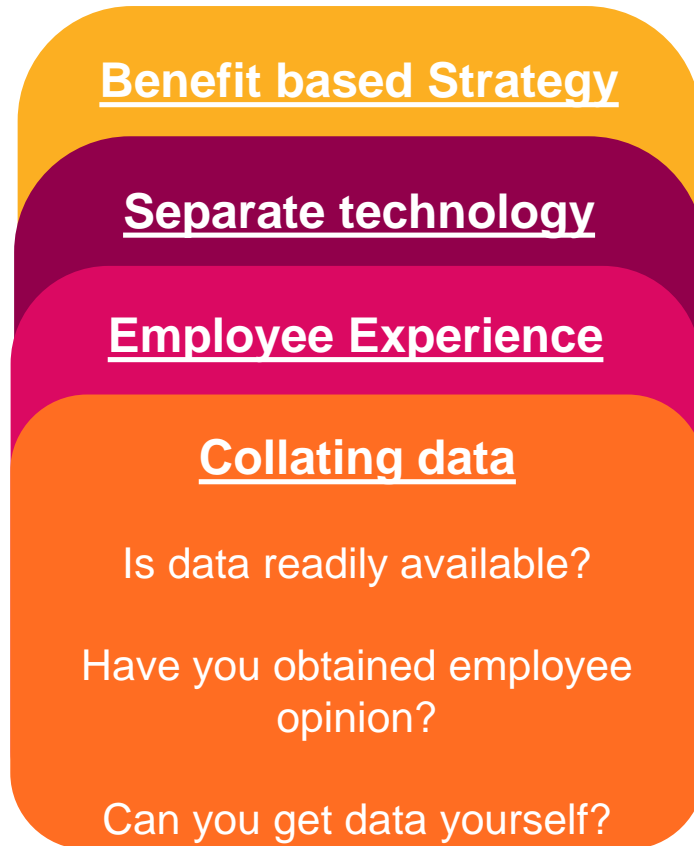 Benefit based Strategy
Separate technology
Employee Experience
Collating data
Is data readily available?
Have you obtained employee
opinion?
Can you get data yourself?